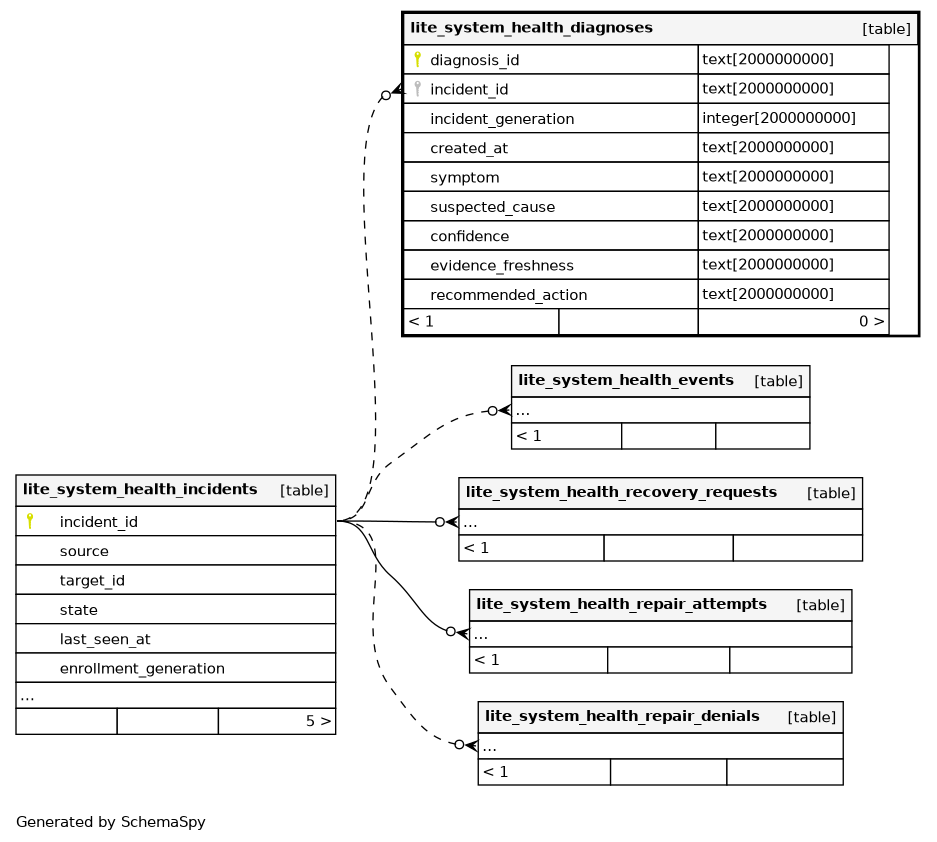 lite_system_health_diagnoses [table]
diagnosis_id text[2000000000]
incident_id text[2000000000]
incident_generation integer[2000000000]
created_at text[2000000000]
symptom text[2000000000]
suspected_cause text[2000000000]
confidence text[2000000000]
evidence_freshness text[2000000000]
recommended_action text[2000000000]
< 1 0 >
lite_system_health_events [table]
...
< 1
lite_system_health_incidents [table]
incident_id
source
target_id
state
last_seen_at
enrollment_generation
...
5 >
lite_system_health_recovery_requests [table]
...
< 1
lite_system_health_repair_attempts [table]
...
< 1
lite_system_health_repair_denials [table]
...
< 1
Generated by SchemaSpy